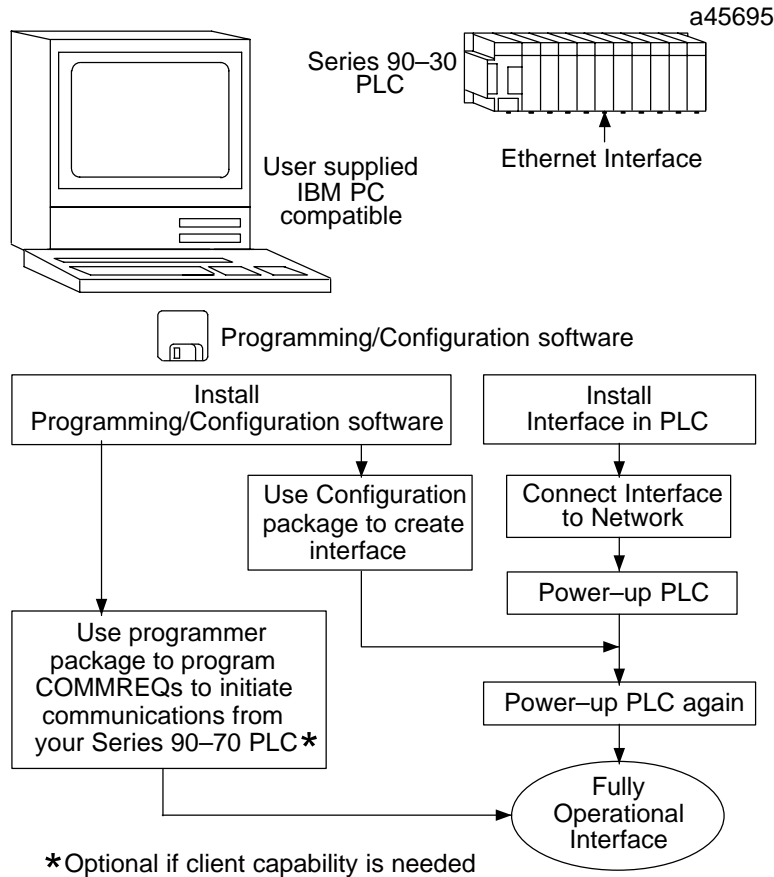 a45695
Series 90–30
PLC
Ethernet Interface
User supplied
IBM PC
compatible
Programming/Configuration software
Install
Programming/Configuration software
Install
Interface in PLC
Use Configuration
package to create
interface
Connect Interface
to Network
Power–up PLC
Use programmer
package to program
COMMREQs to initiate
communications from
your Series 90–70 PLC*
Power–up PLC again
Fully
Operational
Interface
*Optional if client capability is needed